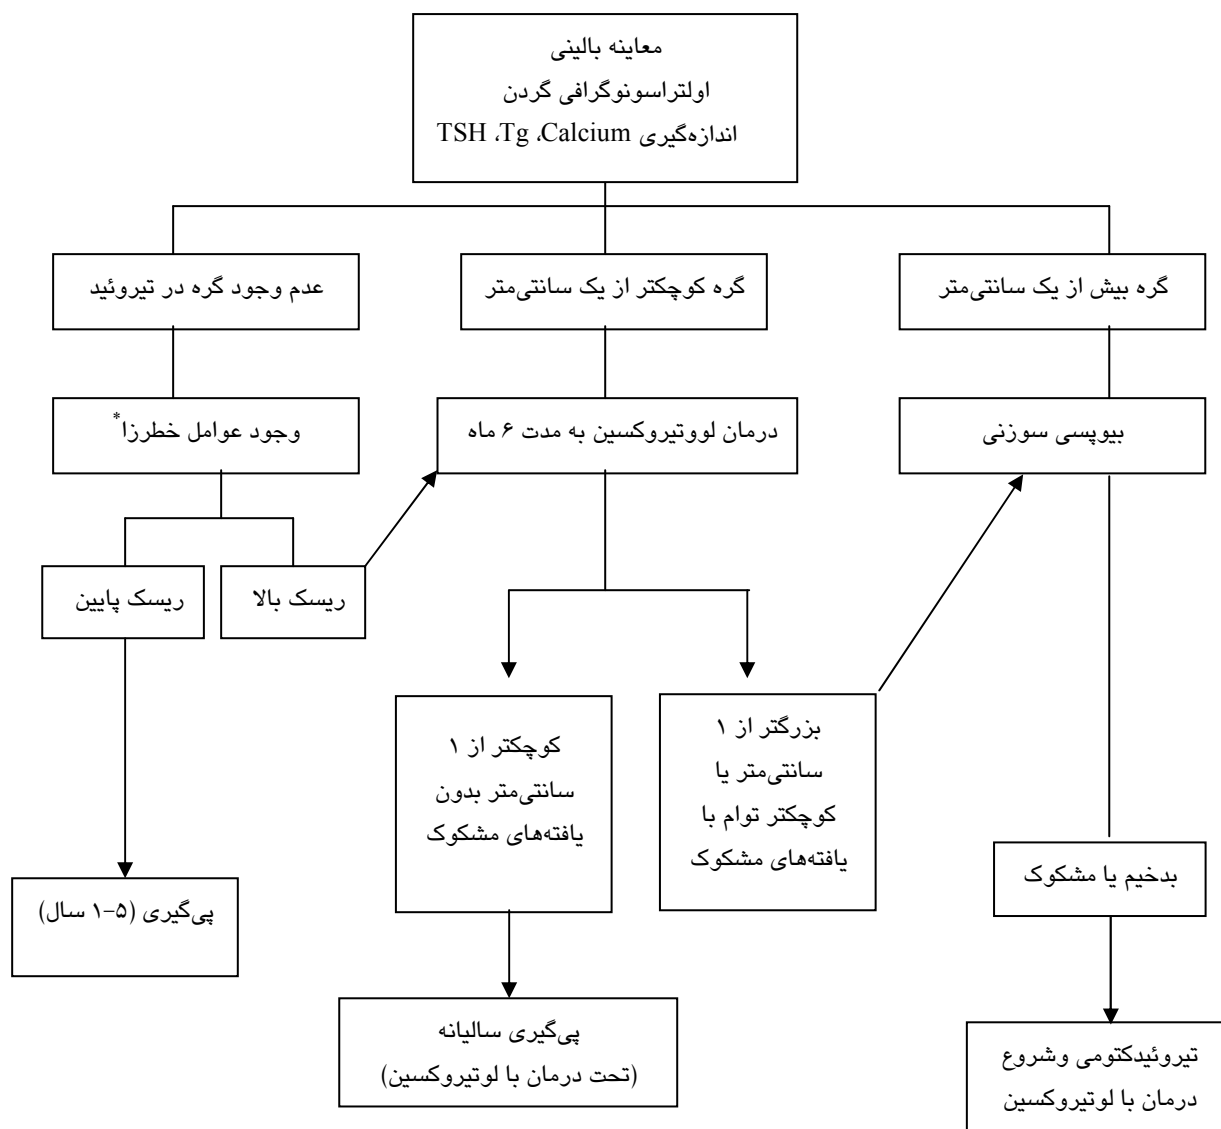 معاینه بالینی
اولتراسونوگرافی گردن
اندازه‌گیری TSH ،Tg ،Calcium
گره بیش از یک سانتی‌متر
گره کوچکتر از یک سانتی‌متر
عدم وجود گره در تیروئید
بیوپسی سوزنی
درمان لووتیروکسین به مدت ۶ ماه
وجود عوامل خطرزا*
ریسک بالا
ریسک پایین
بزرگتر از ۱
سانتی‌متر یا
کوچکتر توام با
یافته‌های مشکوک
کوچکتر از ۱
سانتی‌متر بدون
یافته‌های مشکوک
بدخیم یا مشکوک
پی‌گیری (۵-۱ سال)
پی‌گیری سالیانه
(تحت درمان با لوتیروکسین)
تیروئیدکتومی وشروع
درمان با لوتیروکسین